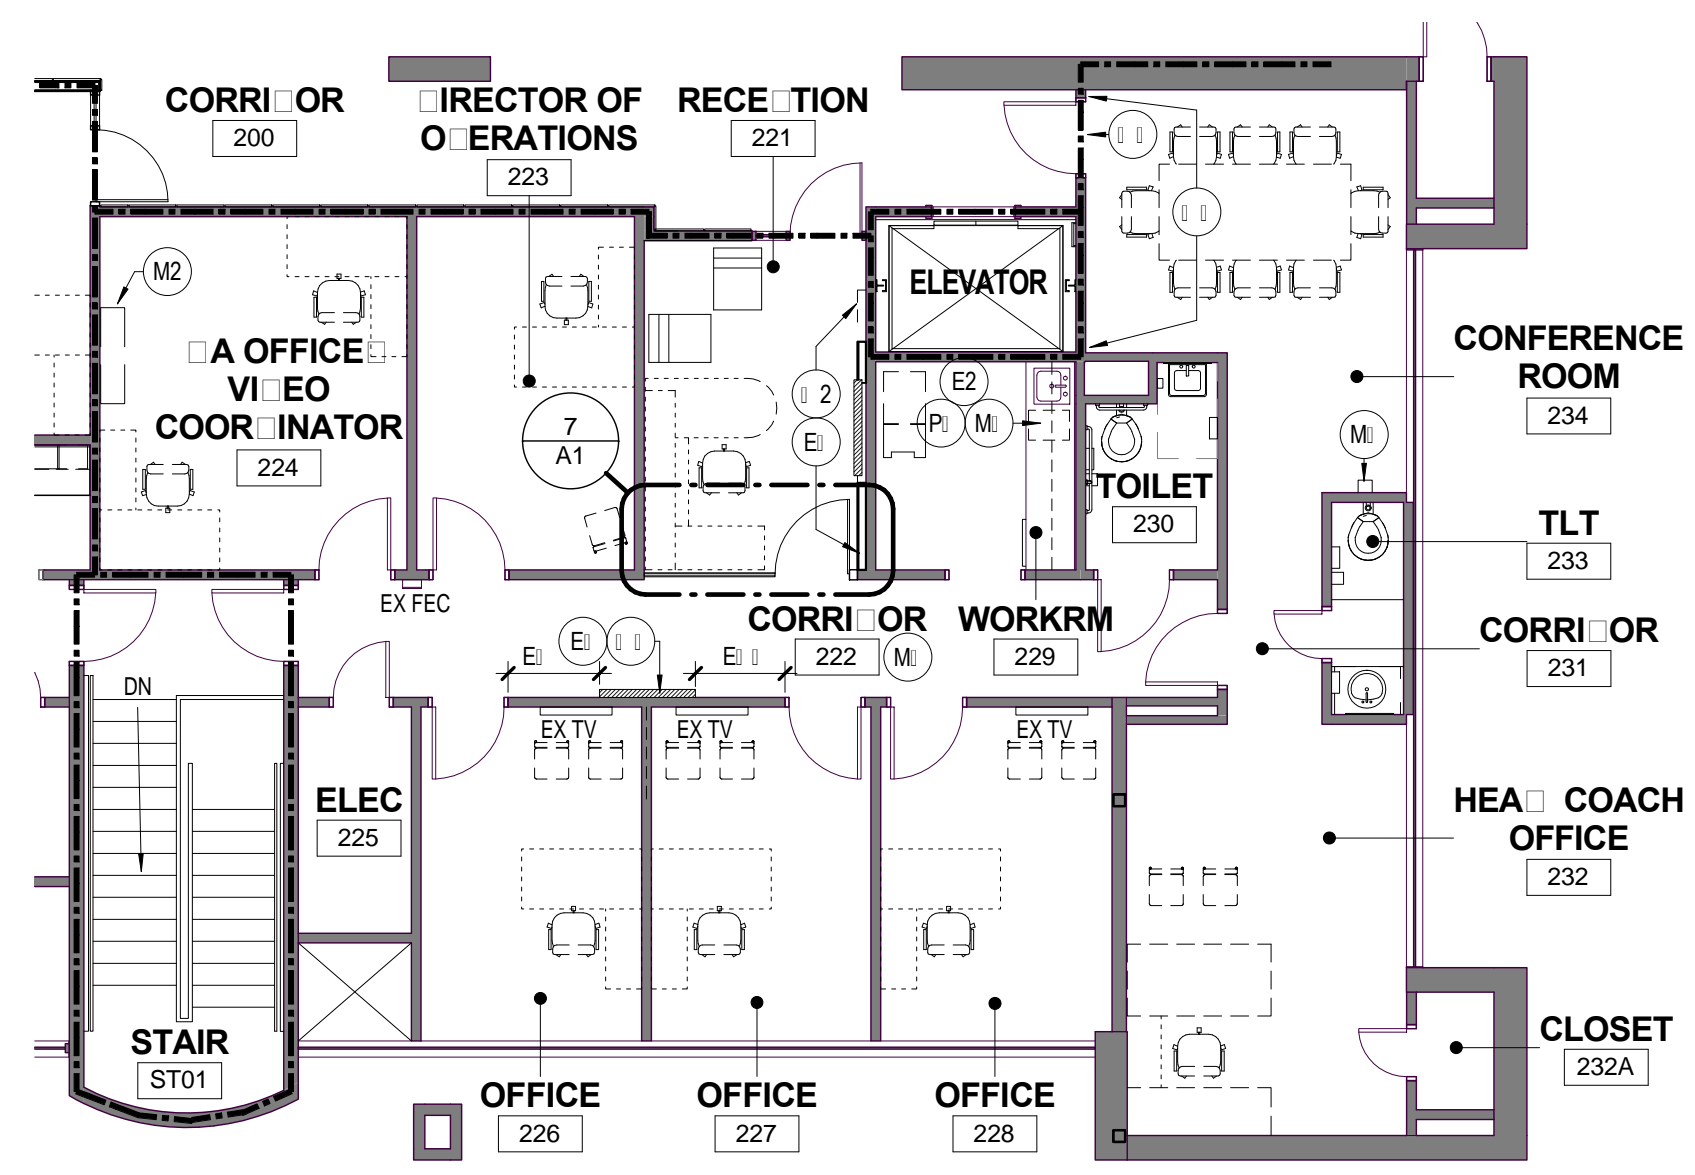 CORRI□OR
200
□IRECTOR OF
O□ERATIONS
223
RECE□TION
221
M2
□A OFFICE□
VI□EO
COOR□INATOR
224
7
A1
ELEVATOR
□ 2
E□
E2
P□
M□
□ □
□ □
CONFERENCE
ROOM
234
M□
TOILET
230
TLT
233
EX FEC
CORRI□OR
222
M□
WORKRM
229
CORRI□OR
231
E□
E□
□ □
E□ □
DN
EX TV
EX TV
EX TV
ELEC
225
HEA□ COACH
OFFICE
232
STAIR
ST01
CLOSET
232A
OFFICE
226
OFFICE
227
OFFICE
228